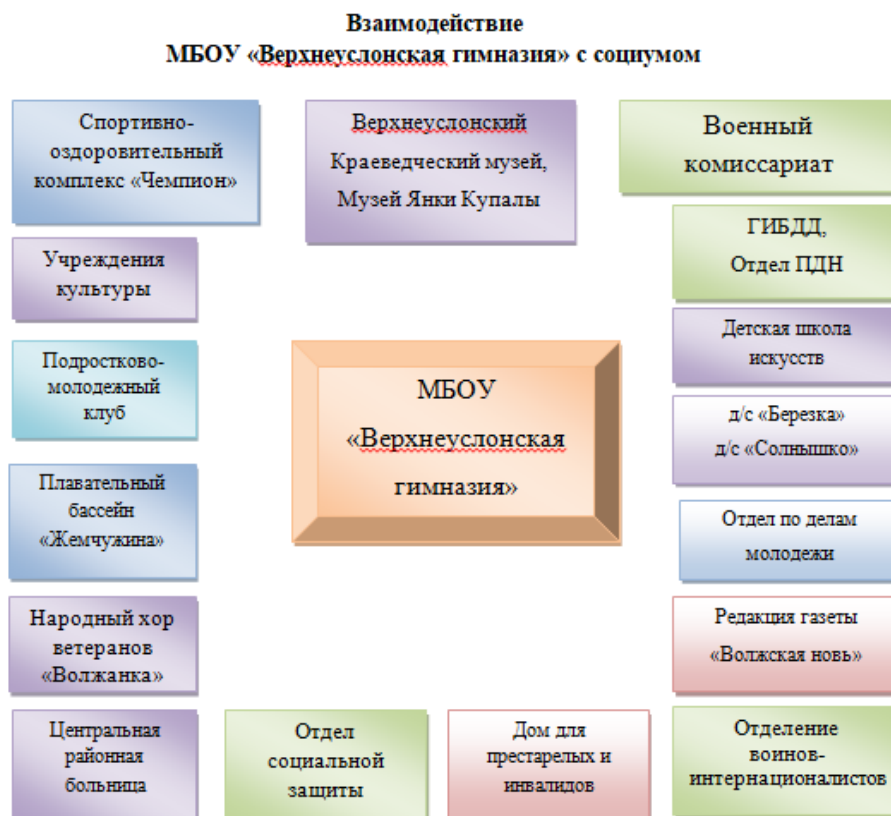 Взаимодействие
МБОУ «Верхнеуслонская гимназия» с социумом
Спортивно-
оздоровительный
комплекс «Чемпион»
Верхнеуслонский
Краеведческий музей,
Музей Янки Купалы
Военный
комиссариат
ГИБДД,
Отдел ПДН
Учреждения
культуры
Детская школа
искусств
Подростково-
молодежный
клуб
МБОУ
«Верхнеуслонская
гимназия»
д/с «Березка»
д/с «Солнышко»
Плавательный
бассейн
«Жемчужина»
Отдел по делам
молодежи
Народный хор
ветеранов
«Волжанка»
Редакция газеты
«Волжская новь»
Центральная
районная
больница
Отдел
социальной
защиты
Дом для
престарелых и
инвалидов
Отделение
воинов-
интернационалистов